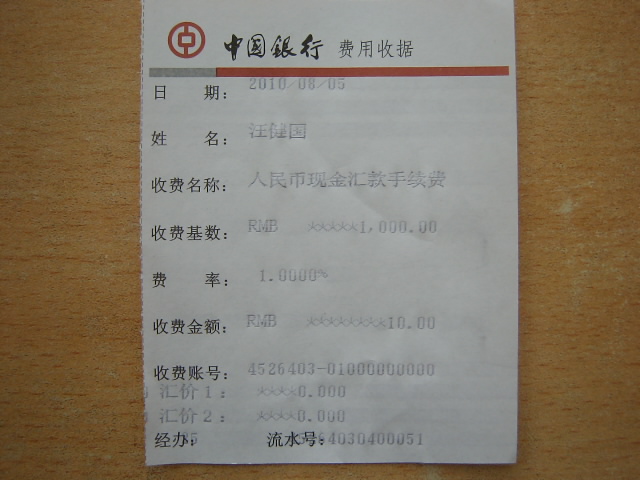 中国银行 费用收据
日 期: 2010/08/05
姓 名: 汪健国
收费名称: 人民币现金汇款手续费
收费基数: RMB *****1,000.00
费 率: 1.0000%
收费金额: RMB ********10.00
收费账号: 4526403-01000000000
汇价1: ****0.000
汇价2: ****0.000
经办: 流水号: 4030400051